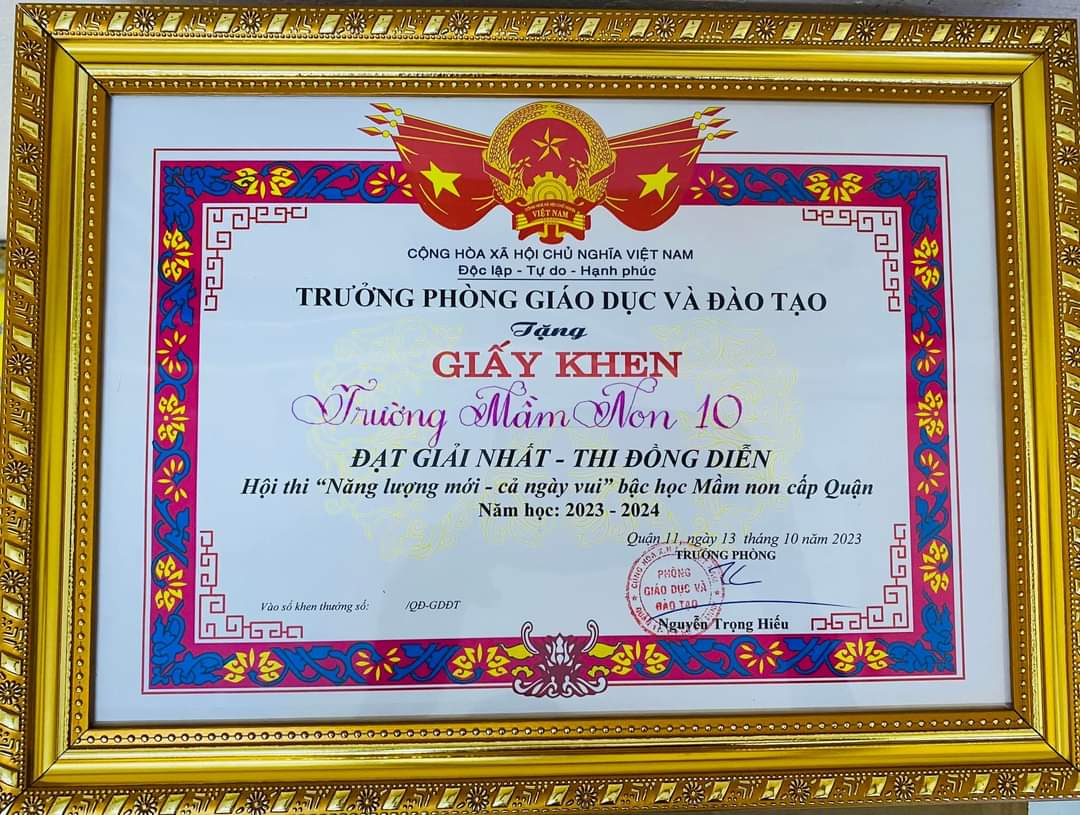 VIỆT NAM
CỘNG HÒA XÃ HỘI CHỦ NGHĨA VIỆT NAM
Độc lập - Tự do - Hạnh phúc
TRƯỞNG PHÒNG GIÁO DỤC VÀ ĐÀO TẠO
Tặng
GIẤY KHEN
Trường Mầm Non 10
ĐẠT GIẢI NHẤT - THI ĐỒNG DIỄN
Hội thi “Năng lượng mới - cả ngày vui” bậc học Mầm non cấp Quận
Năm học: 2023 - 2024
Quận 11, ngày 13 tháng 10 năm 2023
TRƯỞNG PHÒNG
PHÒNG
GIÁO DỤC VÀ
ĐÀO TẠO
Vào sổ khen thưởng số: /QĐ-GDĐT
Nguyễn Trọng Hiếu